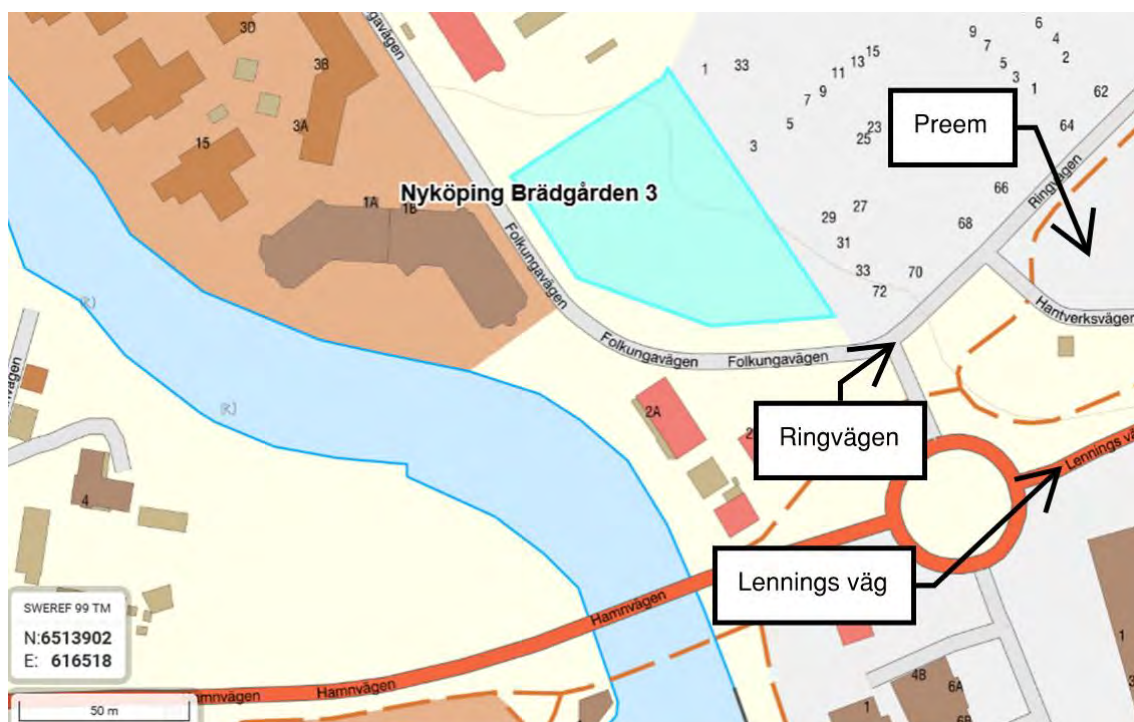 Folkungavägen
3D
3B
3A
15
1A
1B
Nyköping Brädgården 3
Folkungavägen
Folkungavägen
Folkungavägen
1
33
3
5
7
9
11
13
15
23
25
27
29
31
33
9
7
5
3
1
6
4
2
62
64
66
68
70
72
Preem
Ringvägen
Hantverksvägen
Ringvägen
Lennings väg
Lennings väg
2A
(R)
(R)
4
Hamnvägen
Hamnvägen
Hamnvägen
4B
6A
6B
1
1
SWEREF 99 TM
N:6513902
E: 616518
50 m